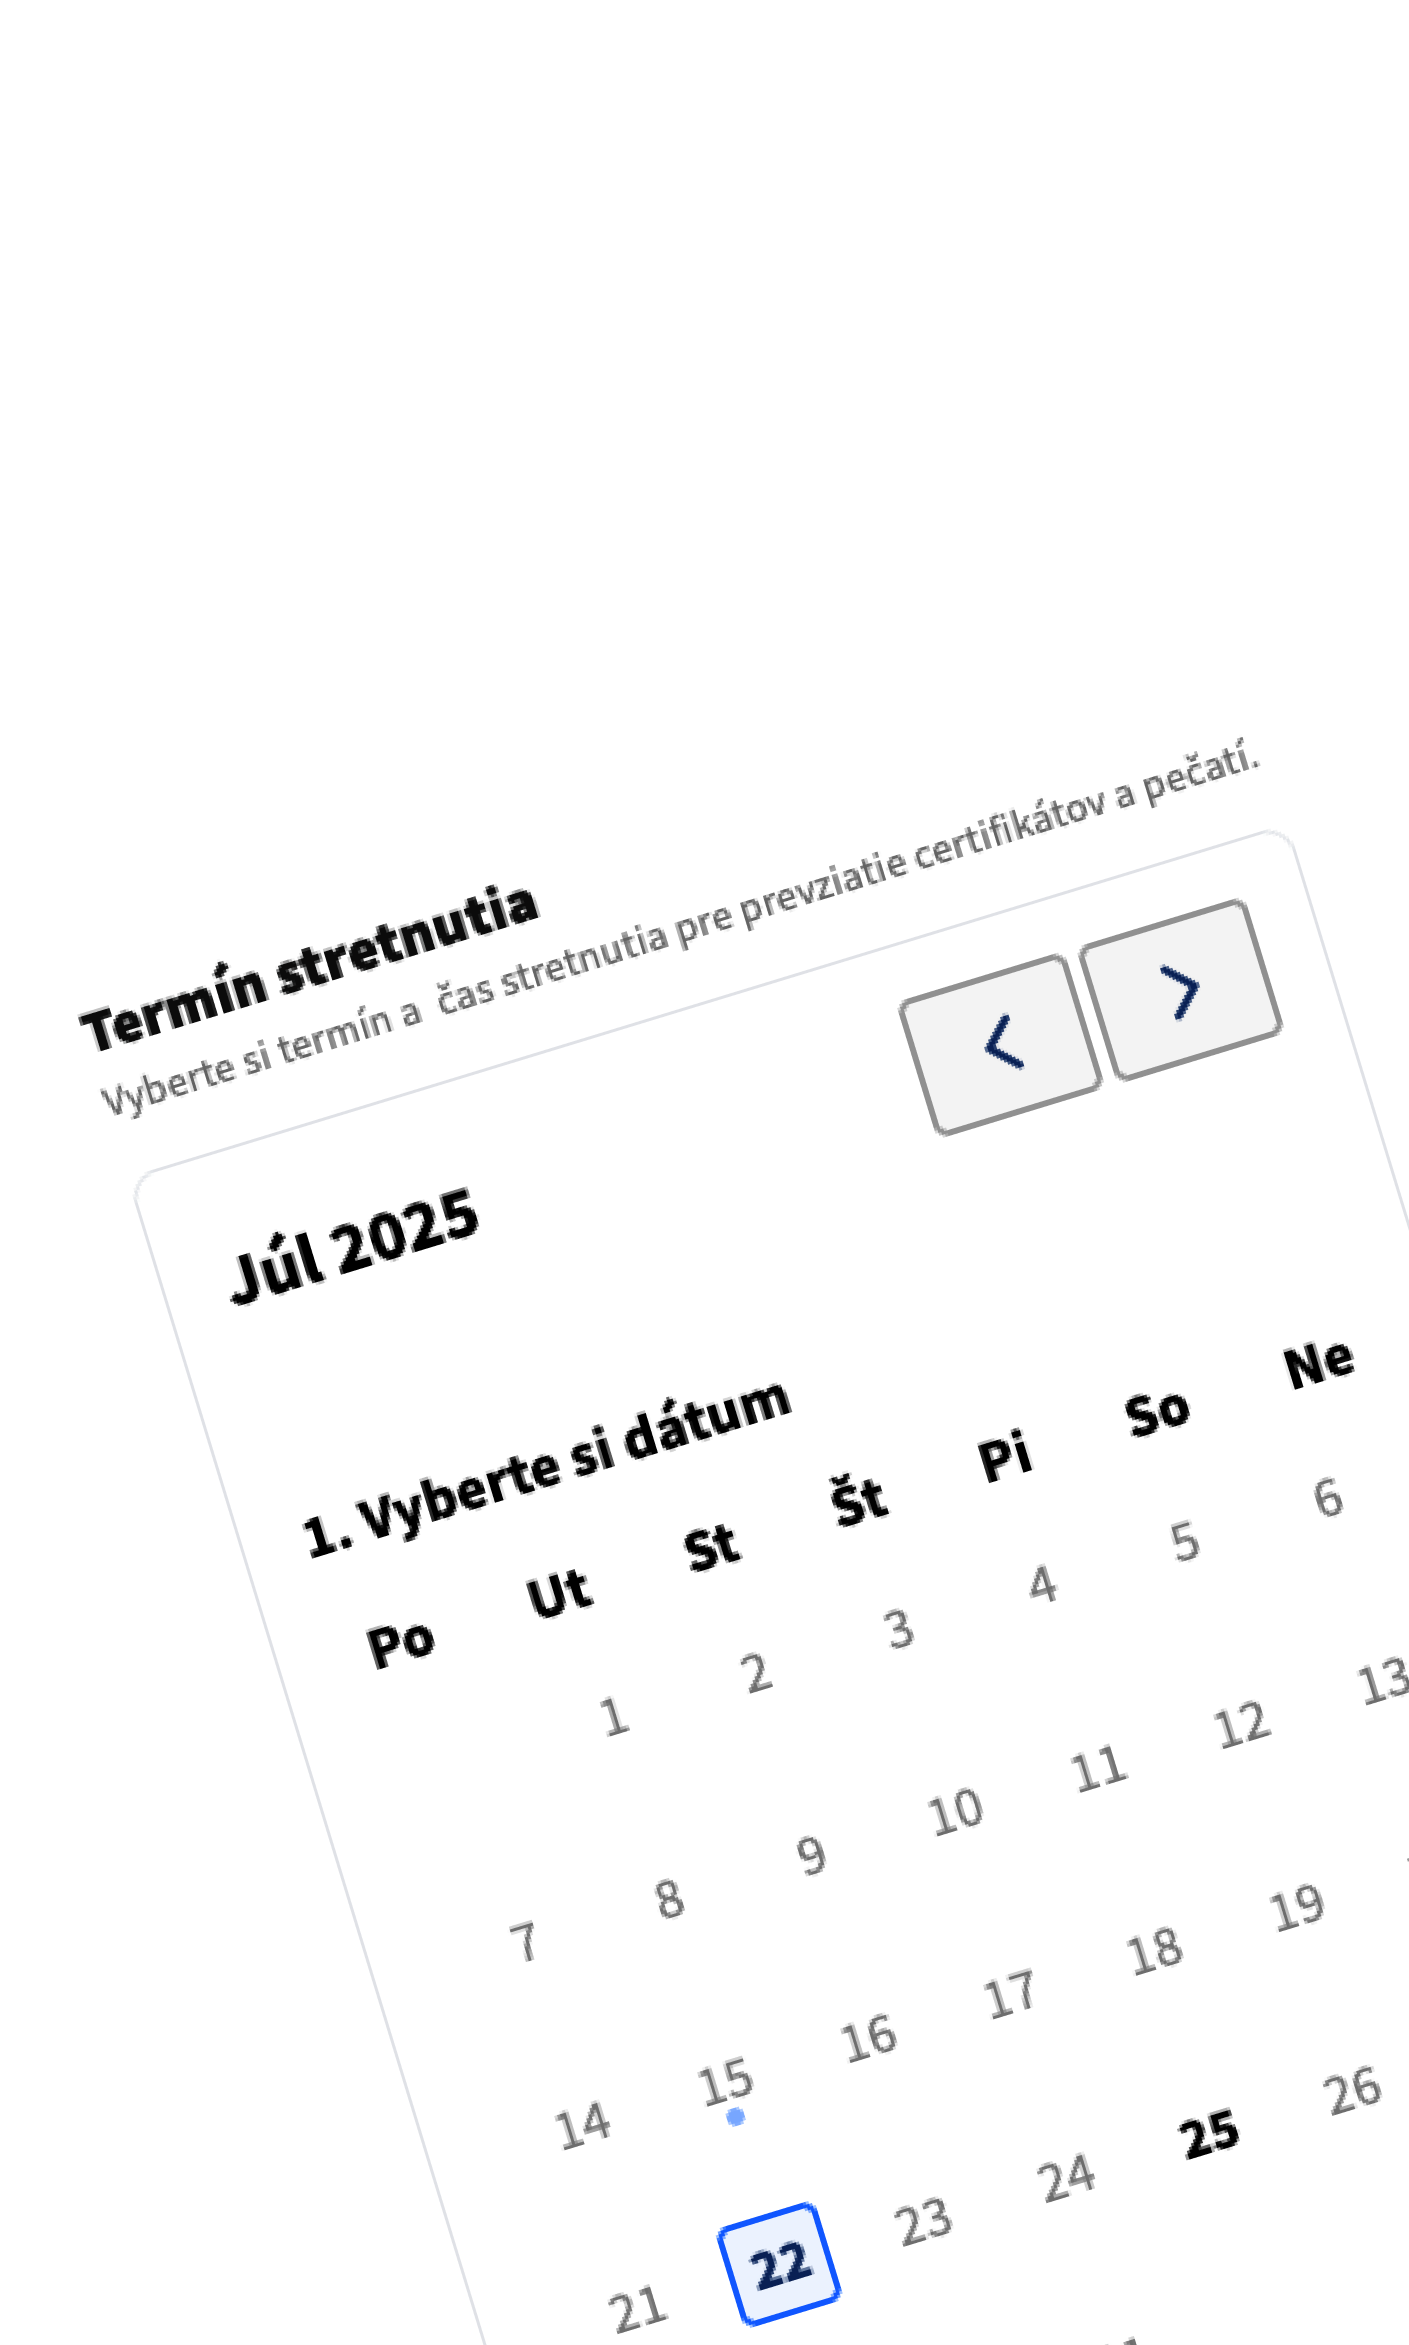 Termín stretnutia
Vyberte si termín a čas stretnutia pre prevziatie certifikátov a pečatí.
Júl 2025
1. Vyberte si dátum
Po Ut St Št Pi So Ne
1 2 3 4 5 6
7 8 9 10 11 12 13
14 15 16 17 18 19
21 22 23 24 25 26